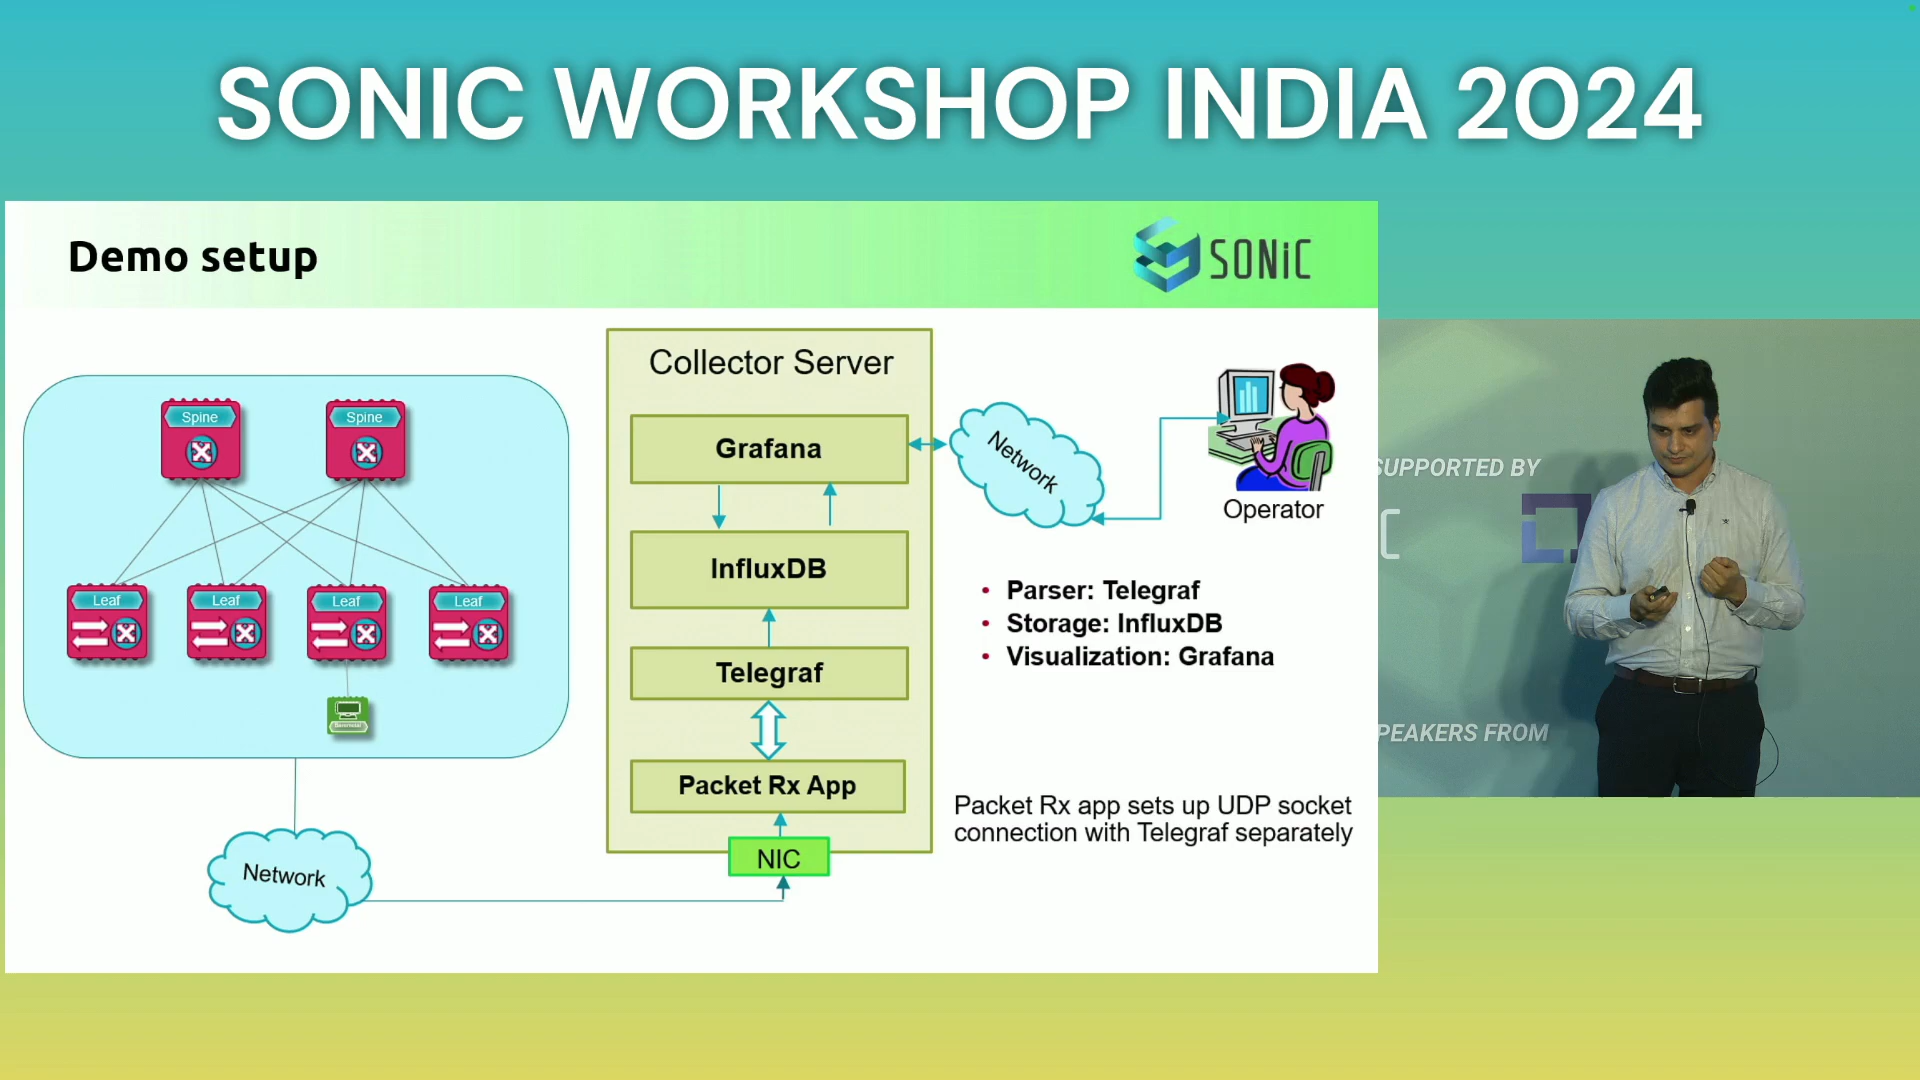 SONIC WORKSHOP INDIA 2024
Demo setup
SONiC
Spine
Spine
Leaf
Leaf
Leaf
Leaf
Network
Collector Server
Grafana
InfluxDB
Telegraf
Packet Rx App
NIC
Network
Operator
• Parser: Telegraf
• Storage: InfluxDB
• Visualization: Grafana
Packet Rx app sets up UDP socket
connection with Telegraf separately
SUPPORTED BY
C
PEAKERS FROM